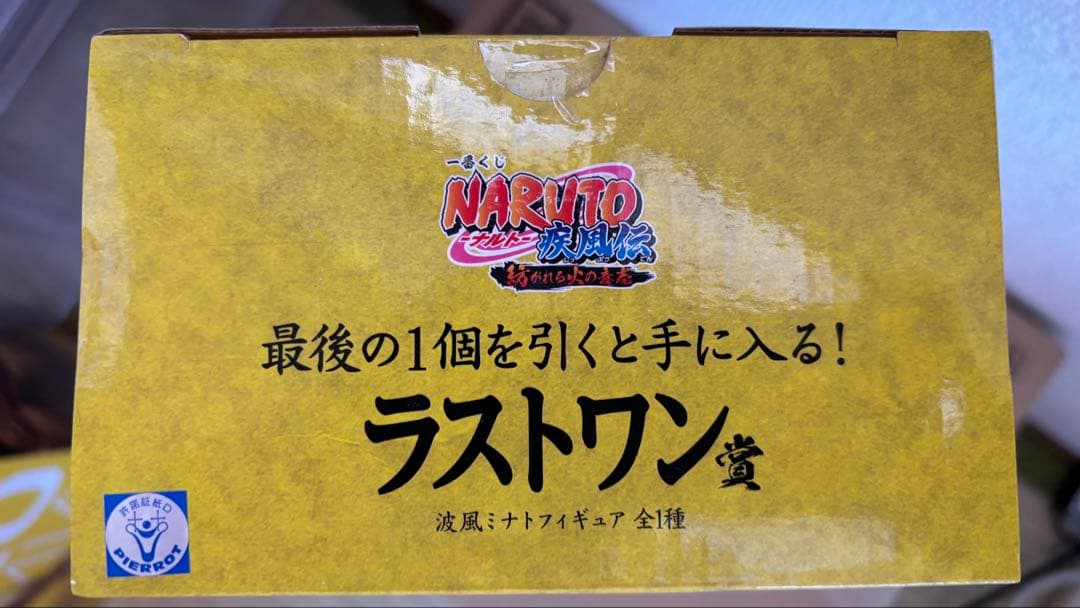 一番くじ
NARUTO
-ナルト-
疾風伝
紡がれる火の意志
最後の1個を引くと手に入る!
ラストワン賞
波風ミナトフィギュア 全1種
許諾証紙D
PIERROT